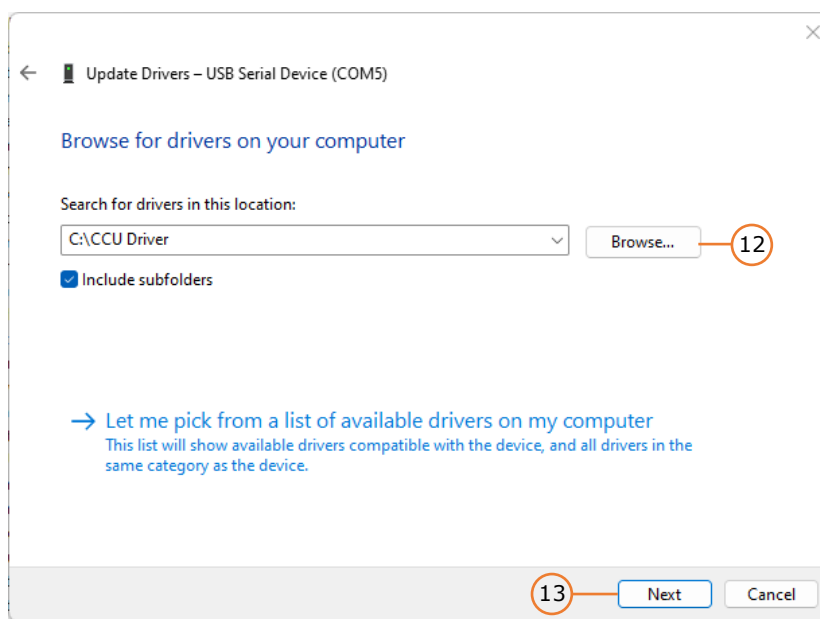 Update Drivers – USB Serial Device (COM5)
Browse for drivers on your computer
Search for drivers in this location:
C:\CCU Driver
Browse...
12
Include subfolders
Let me pick from a list of available drivers on my computer
This list will show available drivers compatible with the device, and all drivers in the
same category as the device.
13
Next
Cancel